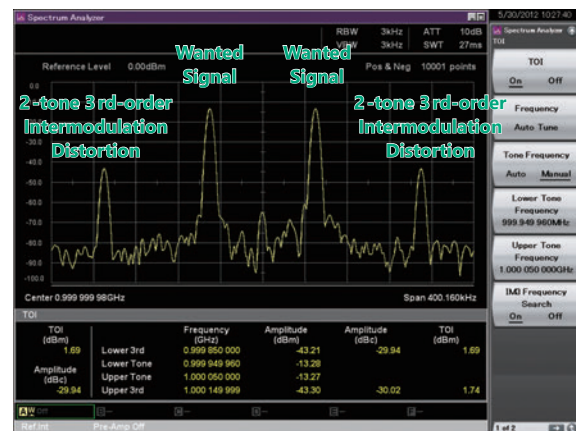 Spectrum Analyzer
5/30/2012 10:27:40
RBW 3kHz ATT 10dB
VBW 3kHz SWT 27ms
Reference Level 0.00dBm
Pos & Neg 10001 points
Wanted
Signal
Wanted
Signal
2-tone 3rd-order
Intermodulation
Distortion
2-tone 3rd-order
Intermodulation
Distortion
0.0
-30.0
-40.0
-50.0
-60.0
-70.0
-80.0
-90.0
-100.0
Center 0.999 999 98GHz
Span 400.160kHz
TOI
TOI Frequency Amplitude Amplitude TOI
(dBm) (GHz) (dBm) (dBc) (dBm)
1.69 Lower 3rd 0.999 850 000 -43.21 -29.94 1.69
Amplitude Lower Tone 0.999 949 960 -13.28
(dBc) Upper Tone 1.000 050 000 -13.27
-29.94 Upper 3rd 1.000 149 999 -43.30 -30.02 1.74
Ref.Int Pre-Amp Off
Spectrum Analyzer
TOI
TOI
On Off
Frequency
Auto Tune
Tone Frequency
Auto Manual
Lower Tone
Frequency
999.949 960MHz
Upper Tone
Frequency
1.000 050 000GHz
IMD Frequency
Search
On Off
1 of 2